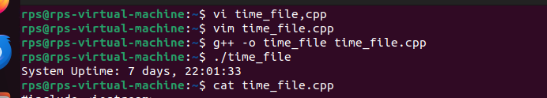 rps@rps-virtual-machine:~$ vi time_file,cpp
rps@rps-virtual-machine:~$ vim time_file.cpp
rps@rps-virtual-machine:~$ g++ -o time_file time_file.cpp
rps@rps-virtual-machine:~$ ./time_file
System Uptime: 7 days, 22:01:33
rps@rps-virtual-machine:~$ cat time_file.cpp
#include <iostream>